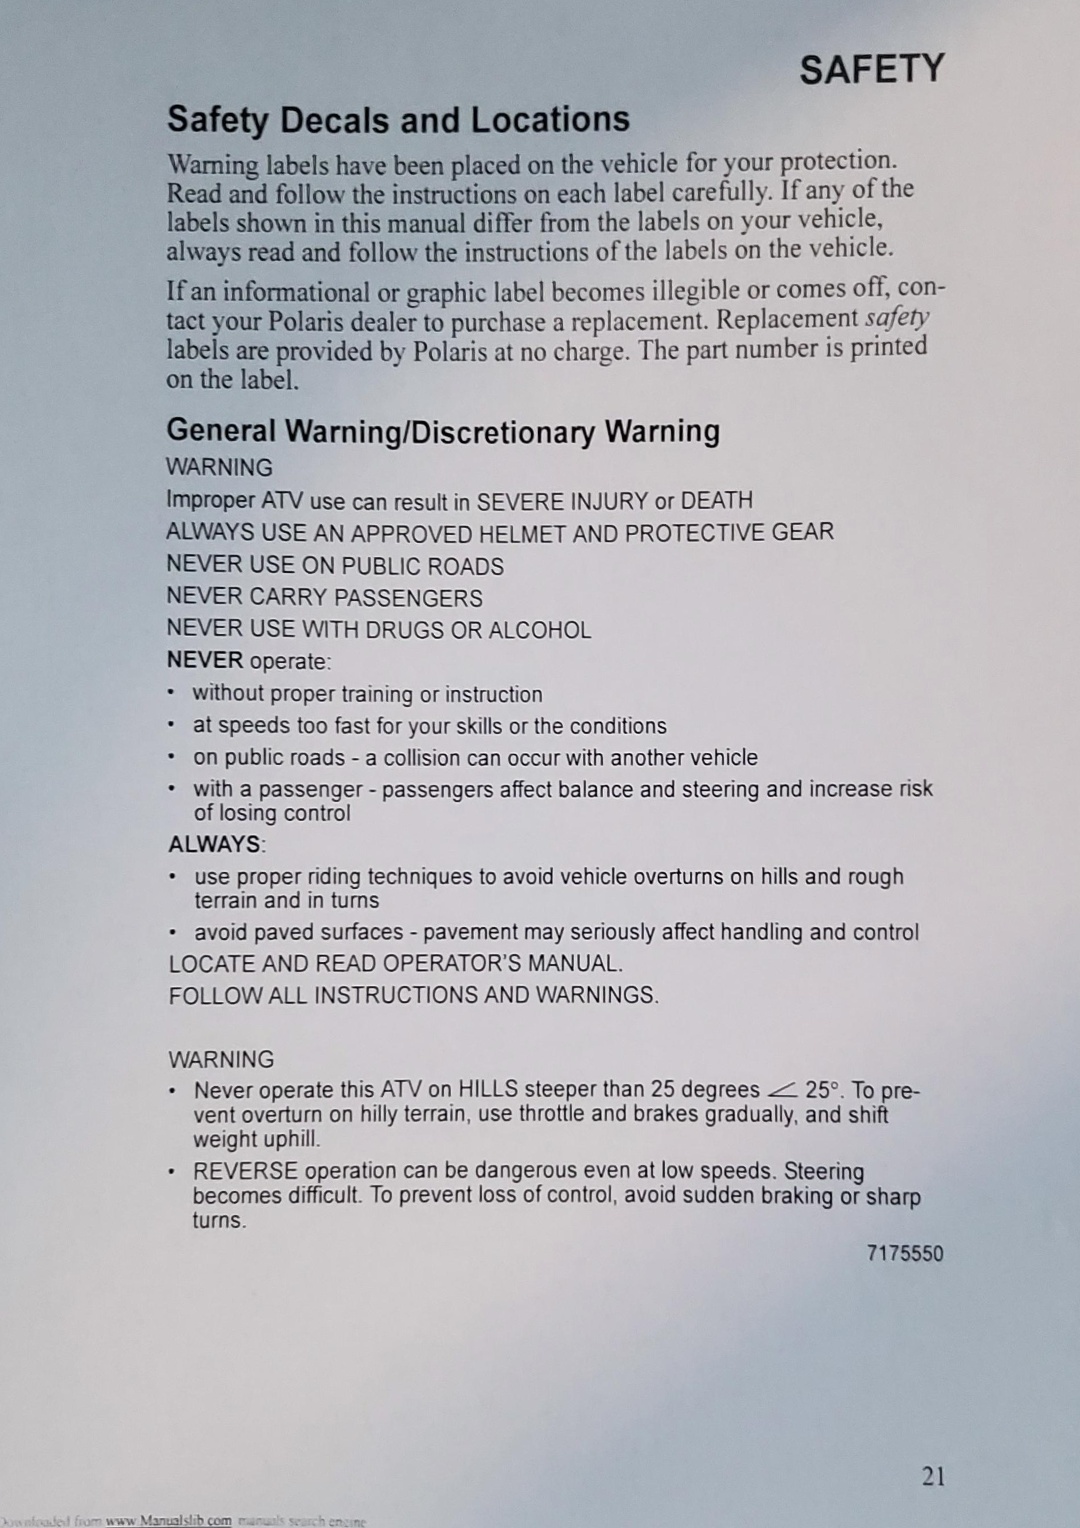 SAFETY
Safety Decals and Locations
Warning labels have been placed on the vehicle for your protection.
Read and follow the instructions on each label carefully. If any of the
labels shown in this manual differ from the labels on your vehicle,
always read and follow the instructions of the labels on the vehicle.
If an informational or graphic label becomes illegible or comes off, con-
tact your Polaris dealer to purchase a replacement. Replacement safety
labels are provided by Polaris at no charge. The part number is printed
on the label.
General Warning/Discretionary Warning
WARNING
Improper ATV use can result in SEVERE INJURY or DEATH
ALWAYS USE AN APPROVED HELMET AND PROTECTIVE GEAR
NEVER USE ON PUBLIC ROADS
NEVER CARRY PASSENGERS
NEVER USE WITH DRUGS OR ALCOHOL
NEVER operate:
• without proper training or instruction
• at speeds too fast for your skills or the conditions
• on public roads - a collision can occur with another vehicle
• with a passenger - passengers affect balance and steering and increase risk
of losing control
ALWAYS:
• use proper riding techniques to avoid vehicle overturns on hills and rough
terrain and in turns
• avoid paved surfaces - pavement may seriously affect handling and control
LOCATE AND READ OPERATOR'S MANUAL.
FOLLOW ALL INSTRUCTIONS AND WARNINGS.
WARNING
• Never operate this ATV on HILLS steeper than 25 degrees ∠ 25°. To pre-
vent overturn on hilly terrain, use throttle and brakes gradually, and shift
weight uphill.
• REVERSE operation can be dangerous even at low speeds. Steering
becomes difficult. To prevent loss of control, avoid sudden braking or sharp
turns.
7175550
21
Downloaded from www.Manualslib.com manuals search engine